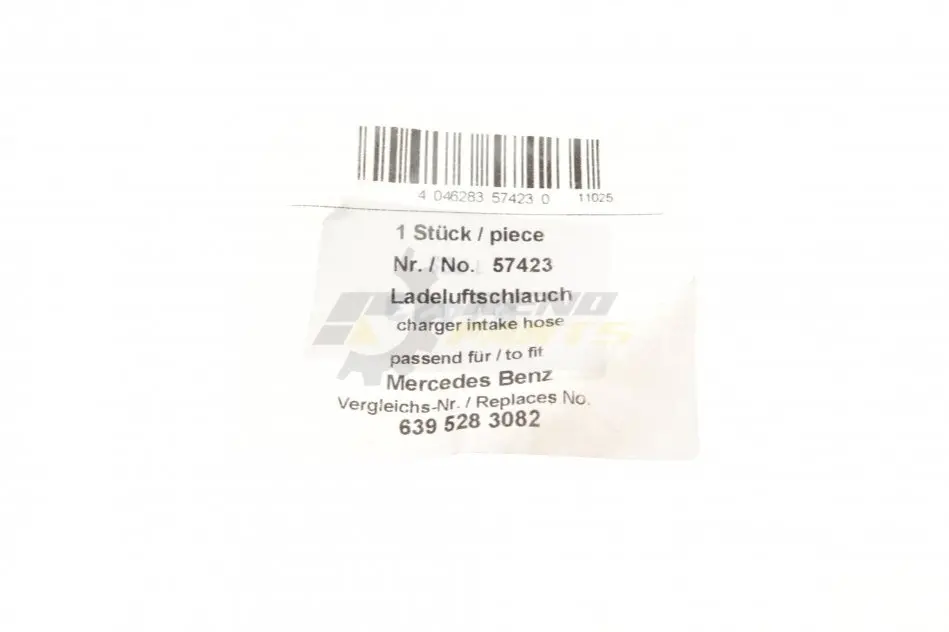 4 046283 57423 0 11025
1 Stück / piece
Nr. / No. 57423
Ladeluftschlauch
charger intake hose
passend für / to fit
Mercedes Benz
Vergleichs-Nr. / Replaces No.
639 528 3082